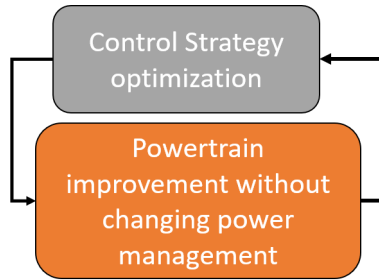 Control Strategy
optimization
Powertrain
improvement without
changing power
management